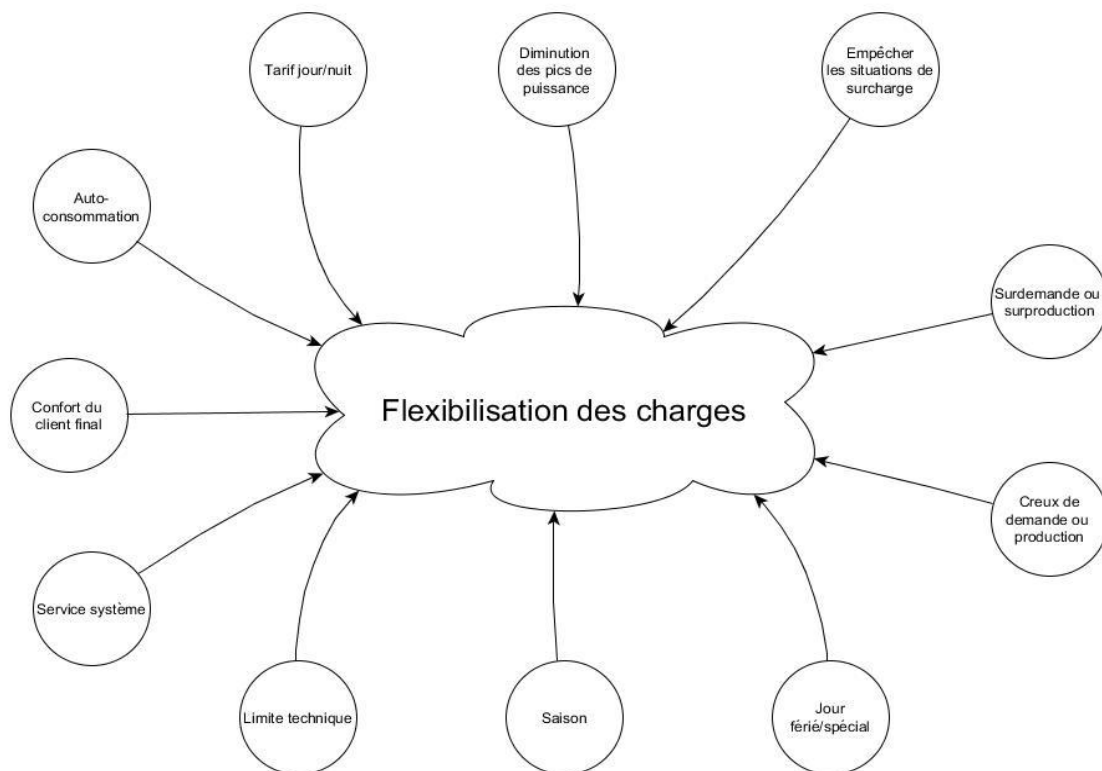 Tarif jour/nuit
Diminution
des pics de
puissance
Empêcher
les situations de
surcharge
Auto-
consommation
Surdemande ou
surproduction
Confort du
client final
Flexibilisation des charges
Creux de
demande ou
production
Service système
Limite technique
Saison
Jour
férié/spécial